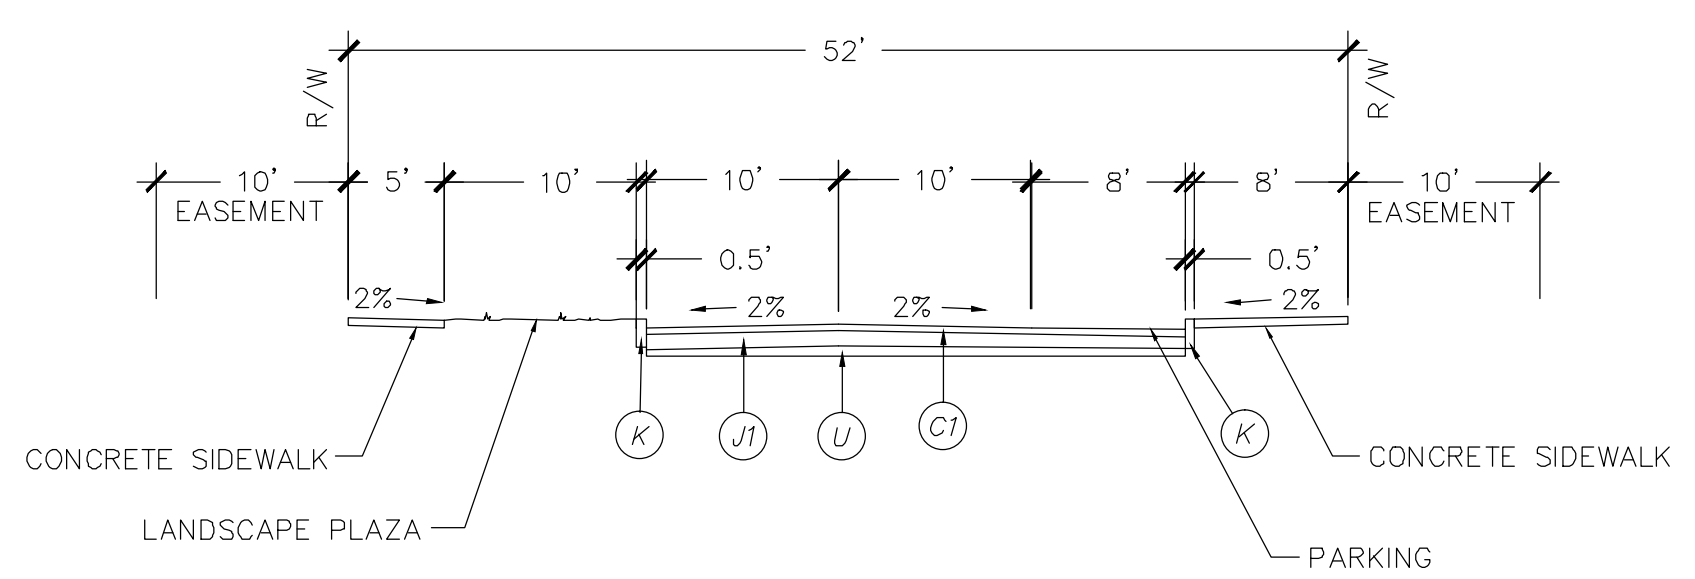 52'
R/W
R/W
10' 5' 10' 10' 10' 8' 8' 10'
EASEMENT
EASEMENT
0.5'
0.5'
2%
2%
2%
2%
K
J1
U
C1
K
CONCRETE SIDEWALK
CONCRETE SIDEWALK
LANDSCAPE PLAZA
PARKING